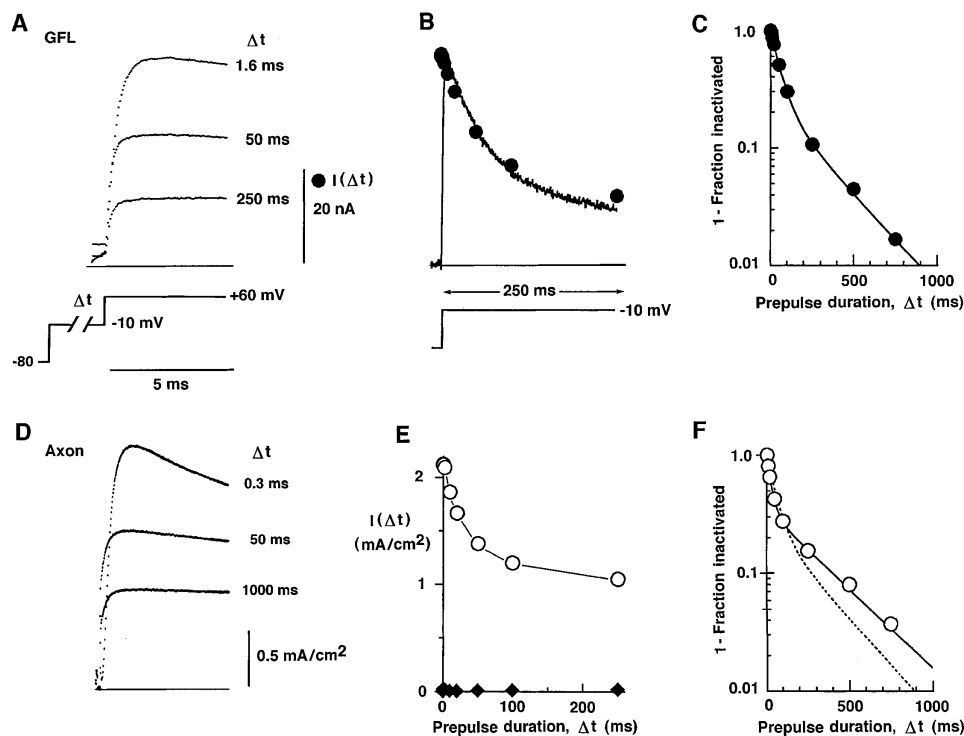 A
GFL
Δt
1.6 ms
50 ms
250 ms
I(Δt)
20 nA
Δt
+60 mV
-10 mV
-80
5 ms
B
250 ms
-10 mV
C
1.0
0.1
0.01
1- Fraction inactivated
0 500 1000
Prepulse duration, Δt (ms)
D
Axon
Δt
0.3 ms
50 ms
1000 ms
0.5 mA/cm²
E
2
I(Δt)
(mA/cm²)
1
0
0 100 200
Prepulse duration, Δt (ms)
F
1.0
0.1
0.01
1- Fraction inactivated
0 500 1000
Prepulse duration, Δt (ms)